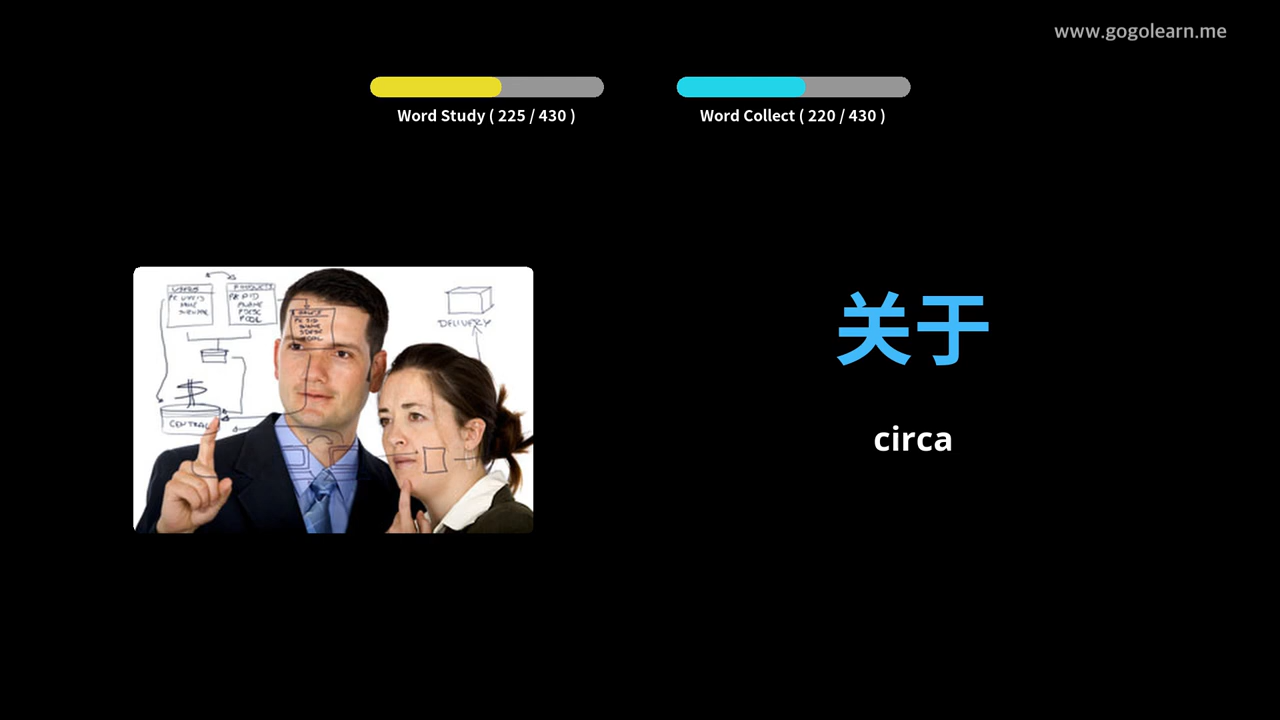 www.gogolearn.me
Word Study ( 225 / 430 )
Word Collect ( 220 / 430 )
关于
circa
DELIVERY
CENTRAL